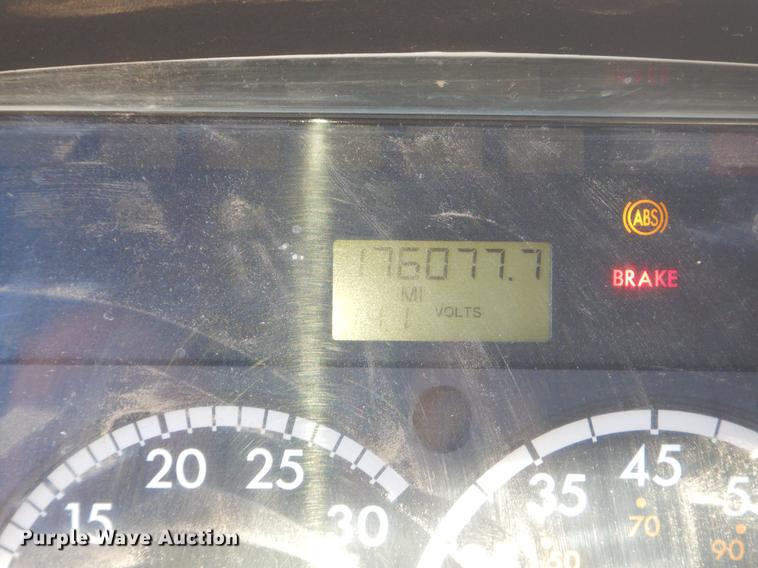 ABS
176077.7
BRAKE
MI
VOLTS
20 25
45
15
35
30
70
90
Purple Wave Auction